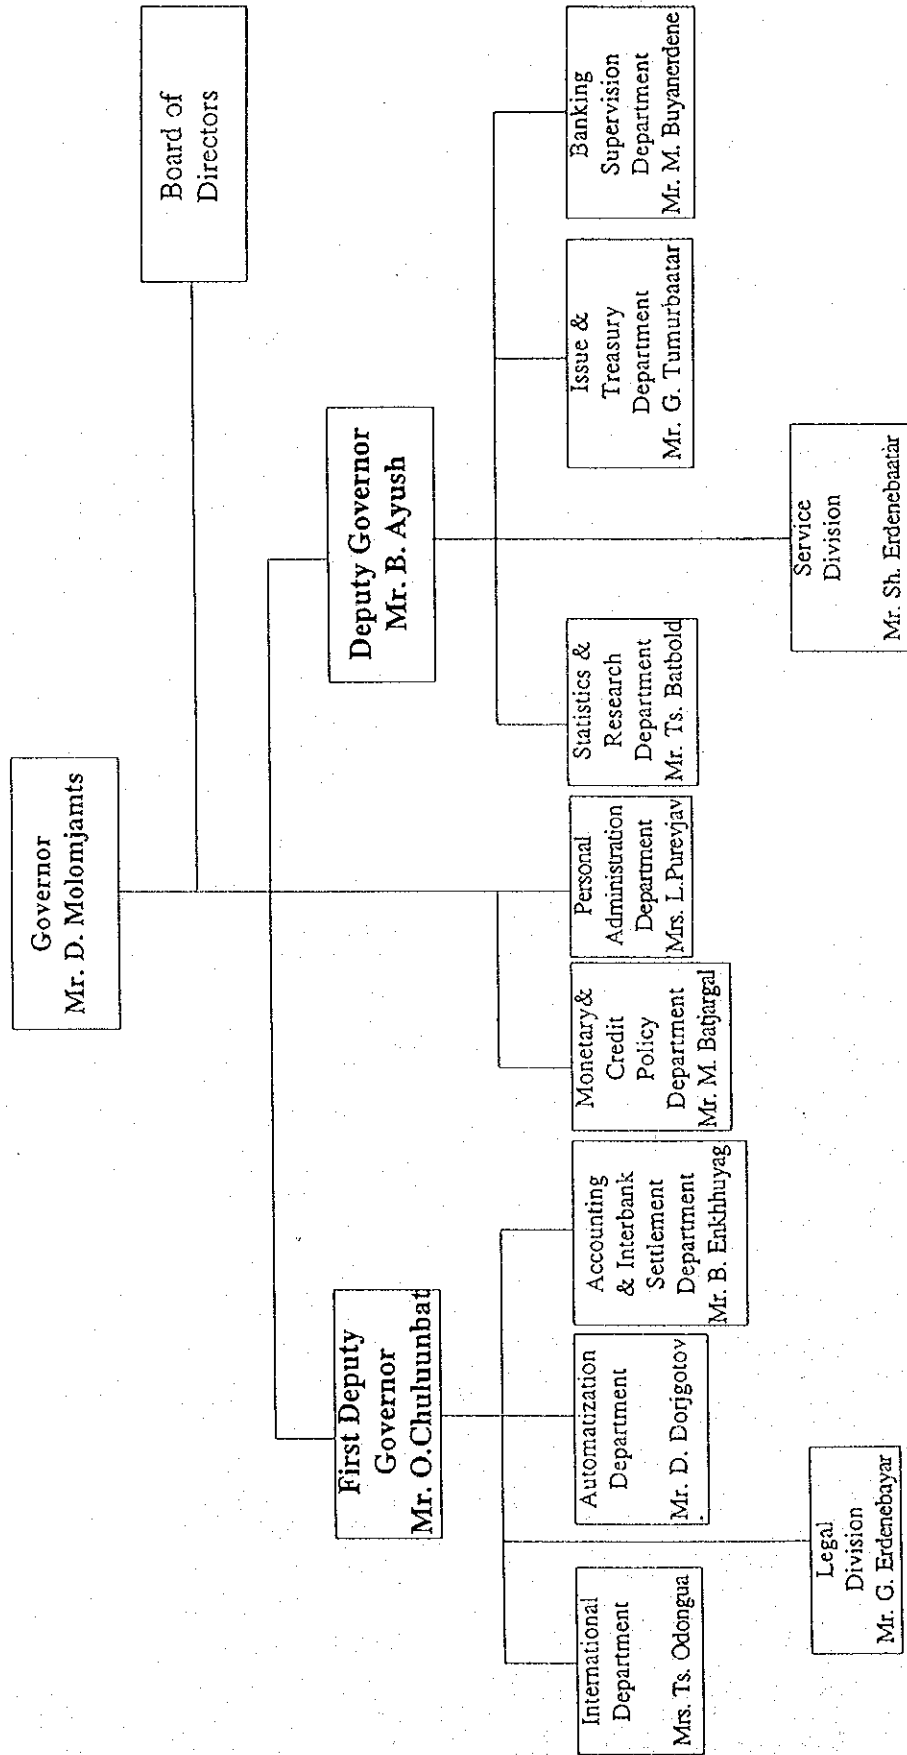 Governor
Mr. D. Molomjamts
Board of
Directors
First Deputy
Governor
Mr. O.Chuluunbat
Deputy Governor
Mr. B. Ayush
International
Department
Mrs. Ts. Odongua
Automatization
Department
Mr. D. Dorjgotov
Accounting
& Interbank
Settlement
Department
Mr. B. Enkhhuyag
Monetary&
Credit
Policy
Department
Mr. M. Batjargal
Personal
Administration
Department
Mrs. L.Purevjav
Statistics &
Research
Department
Mr. Ts. Batbold
Issue &
Treasury
Department
Mr. G. Tumurbaatar
Banking
Supervision
Department
Mr. M. Buyanerdene
Legal
Division
Mr. G. Erdenebayar
Service
Division
Mr. Sh. Erdenebaatar